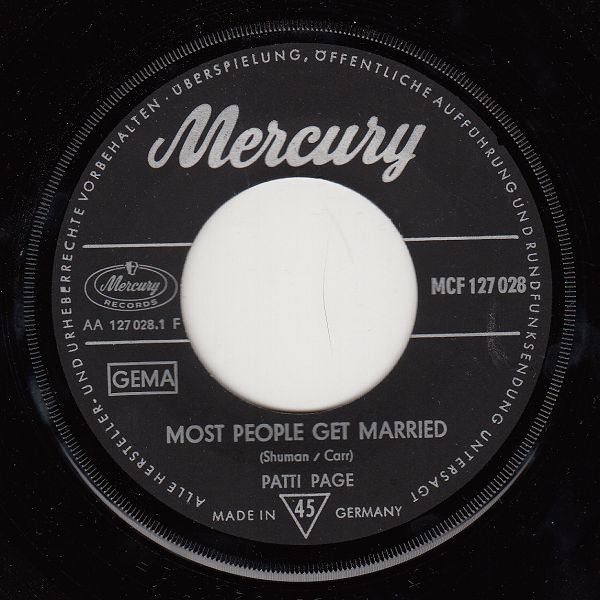 ALLE HERSTELLER- UND URHEBERRECHTE VORBEHALTEN · ÜBERSPIELUNG, ÖFFENTLICHE AUFFÜHRUNG UND RUNDFUNKSENDUNG UNTERSAGT
Mercury
Mercury
RECORDS
MCF 127 028
AA 127 028.1 F
GEMA
MOST PEOPLE GET MARRIED
(Shuman / Carr)
PATTI PAGE
MADE IN 45 GERMANY